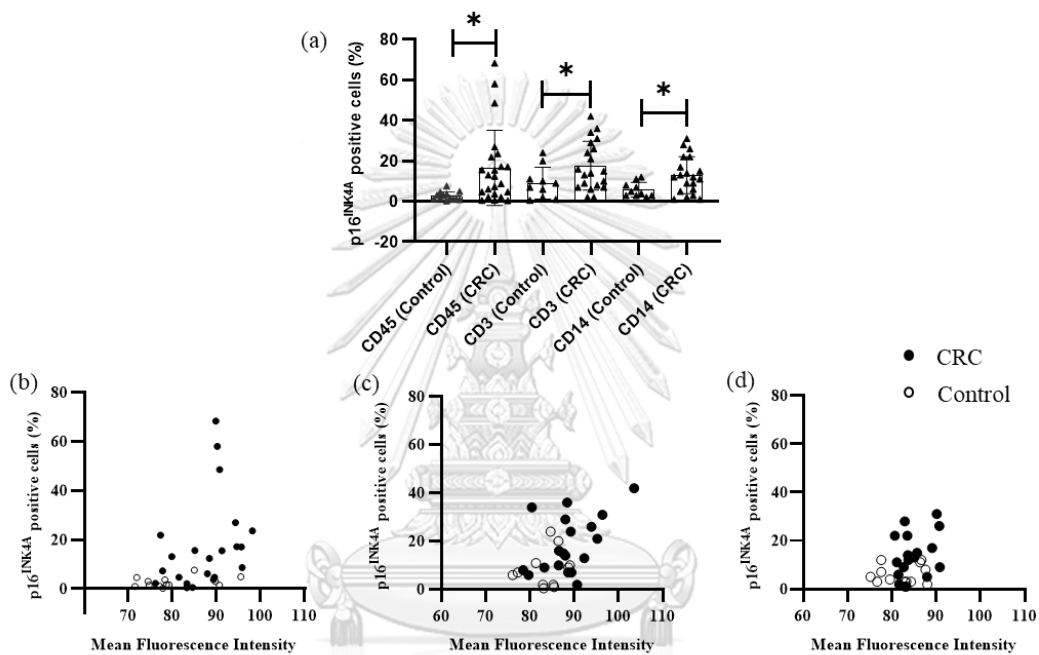 (a)
p16INK4A positive cells (%)
80
60
40
20
0
-20
*
*
*
CD45 (Control)
CD45 (CRC)
CD3 (Control)
CD3 (CRC)
CD14 (Control)
CD14 (CRC)
CRC
Control
(b)
p16INK4A positive cells (%)
80
60
40
20
0
70 80 90 100 110
Mean Fluorescence Intensity
(c)
p16INK4A positive cells (%)
80
60
40
20
0
60 70 80 90 100 110
Mean Fluorescence Intensity
(d)
p16INK4A positive cells (%)
80
60
40
20
0
60 70 80 90 100 110
Mean Fluorescence Intensity